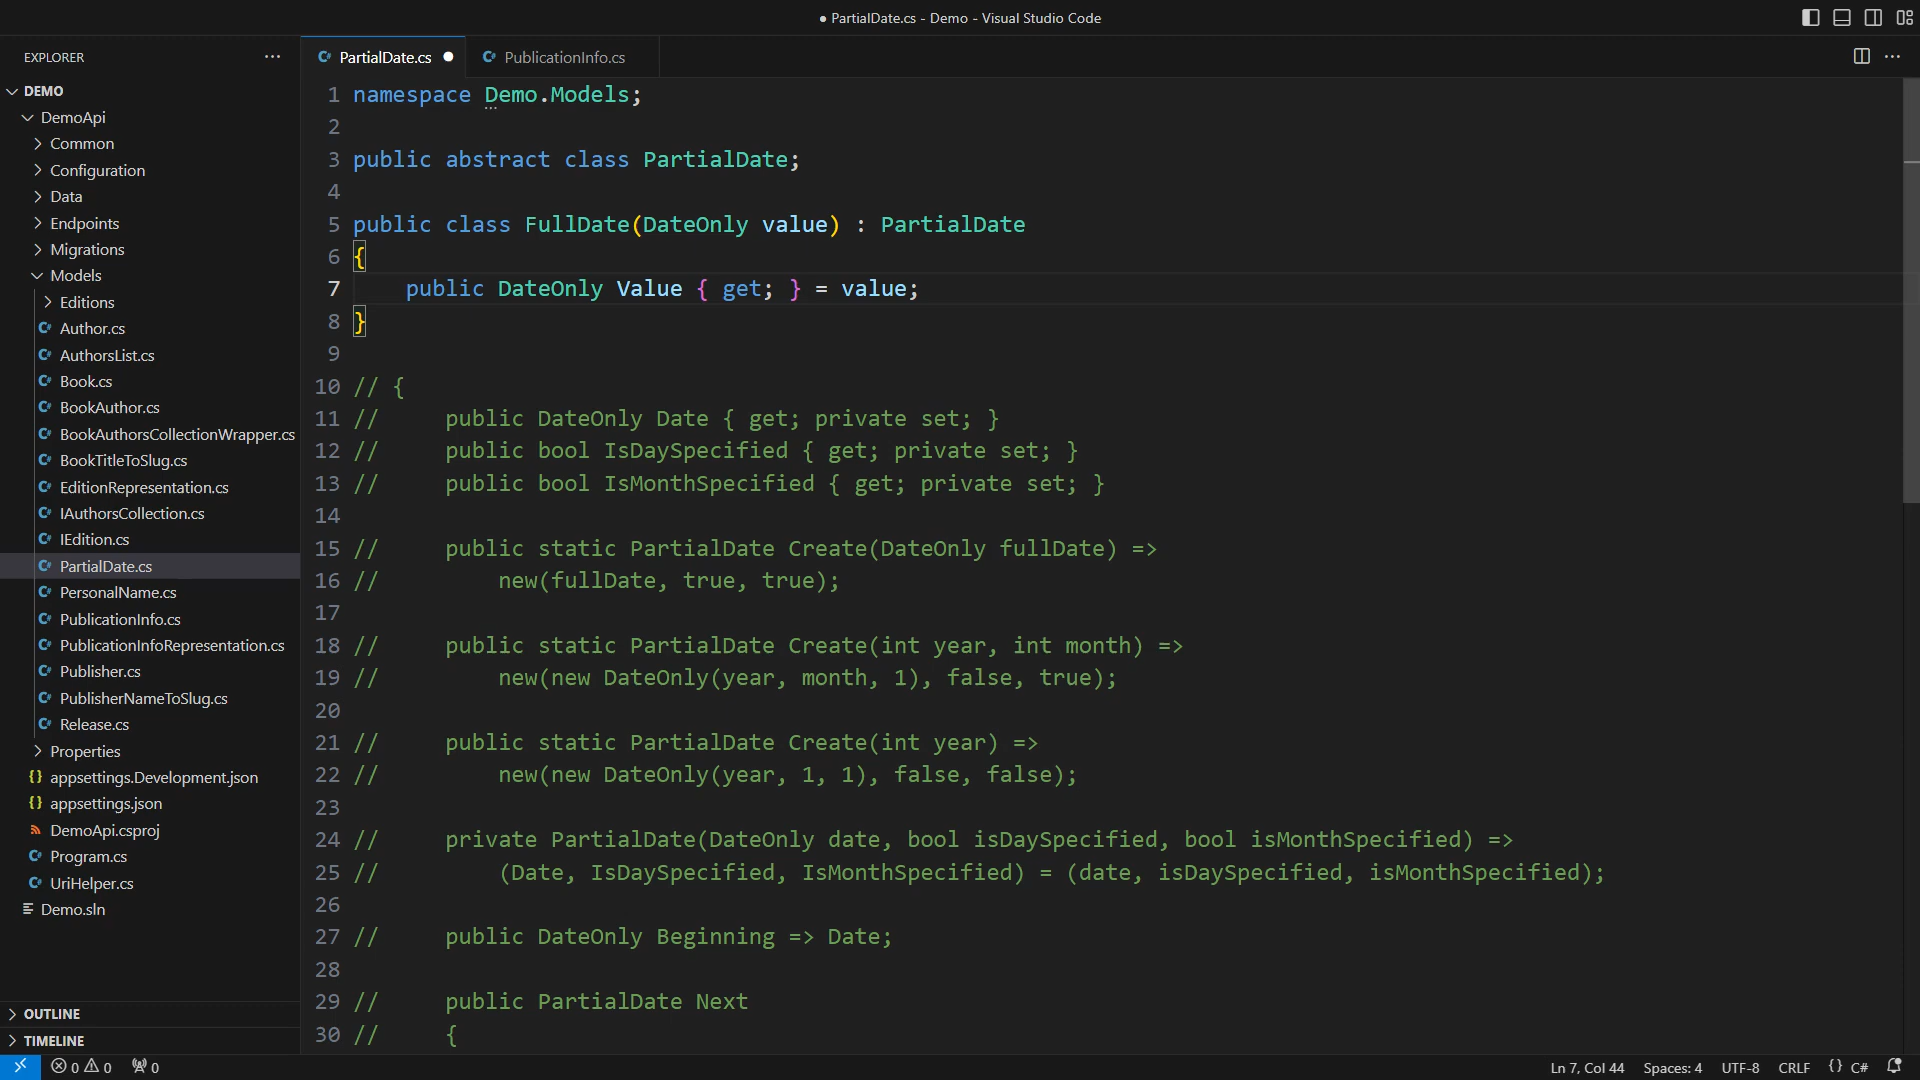 ● PartialDate.cs - Demo - Visual Studio Code
EXPLORER
DEMO
DemoApi
Common
Configuration
Data
Endpoints
Migrations
Models
Editions
Author.cs
AuthorsList.cs
Book.cs
BookAuthor.cs
BookAuthorsCollectionWrapper.cs
BookTitleToSlug.cs
EditionRepresentation.cs
IAuthorsCollection.cs
IEdition.cs
PartialDate.cs
PersonalName.cs
PublicationInfo.cs
PublicationInfoRepresentation.cs
Publisher.cs
PublisherNameToSlug.cs
Release.cs
Properties
appsettings.Development.json
appsettings.json
DemoApi.csproj
Program.cs
UriHelper.cs
Demo.sln
OUTLINE
TIMELINE
PartialDate.cs ● PublicationInfo.cs
1 namespace Demo.Models;
2
3 public abstract class PartialDate;
4
5 public class FullDate(DateOnly value) : PartialDate
6 {
7     public DateOnly Value { get; } = value;
8 }
9
10 // {
11 //     public DateOnly Date { get; private set; }
12 //     public bool IsDaySpecified { get; private set; }
13 //     public bool IsMonthSpecified { get; private set; }
14
15 //     public static PartialDate Create(DateOnly fullDate) =>
16 //         new(fullDate, true, true);
17
18 //     public static PartialDate Create(int year, int month) =>
19 //         new(new DateOnly(year, month, 1), false, true);
20
21 //     public static PartialDate Create(int year) =>
22 //         new(new DateOnly(year, 1, 1), false, false);
23
24 //     private PartialDate(DateOnly date, bool isDaySpecified, bool isMonthSpecified) =>
25 //         (Date, IsDaySpecified, IsMonthSpecified) = (date, isDaySpecified, isMonthSpecified);
26
27 //     public DateOnly Beginning => Date;
28
29 //     public PartialDate Next
30 //     {
0 0 0 Ln 7, Col 44 Spaces: 4 UTF-8 CRLF {} C#